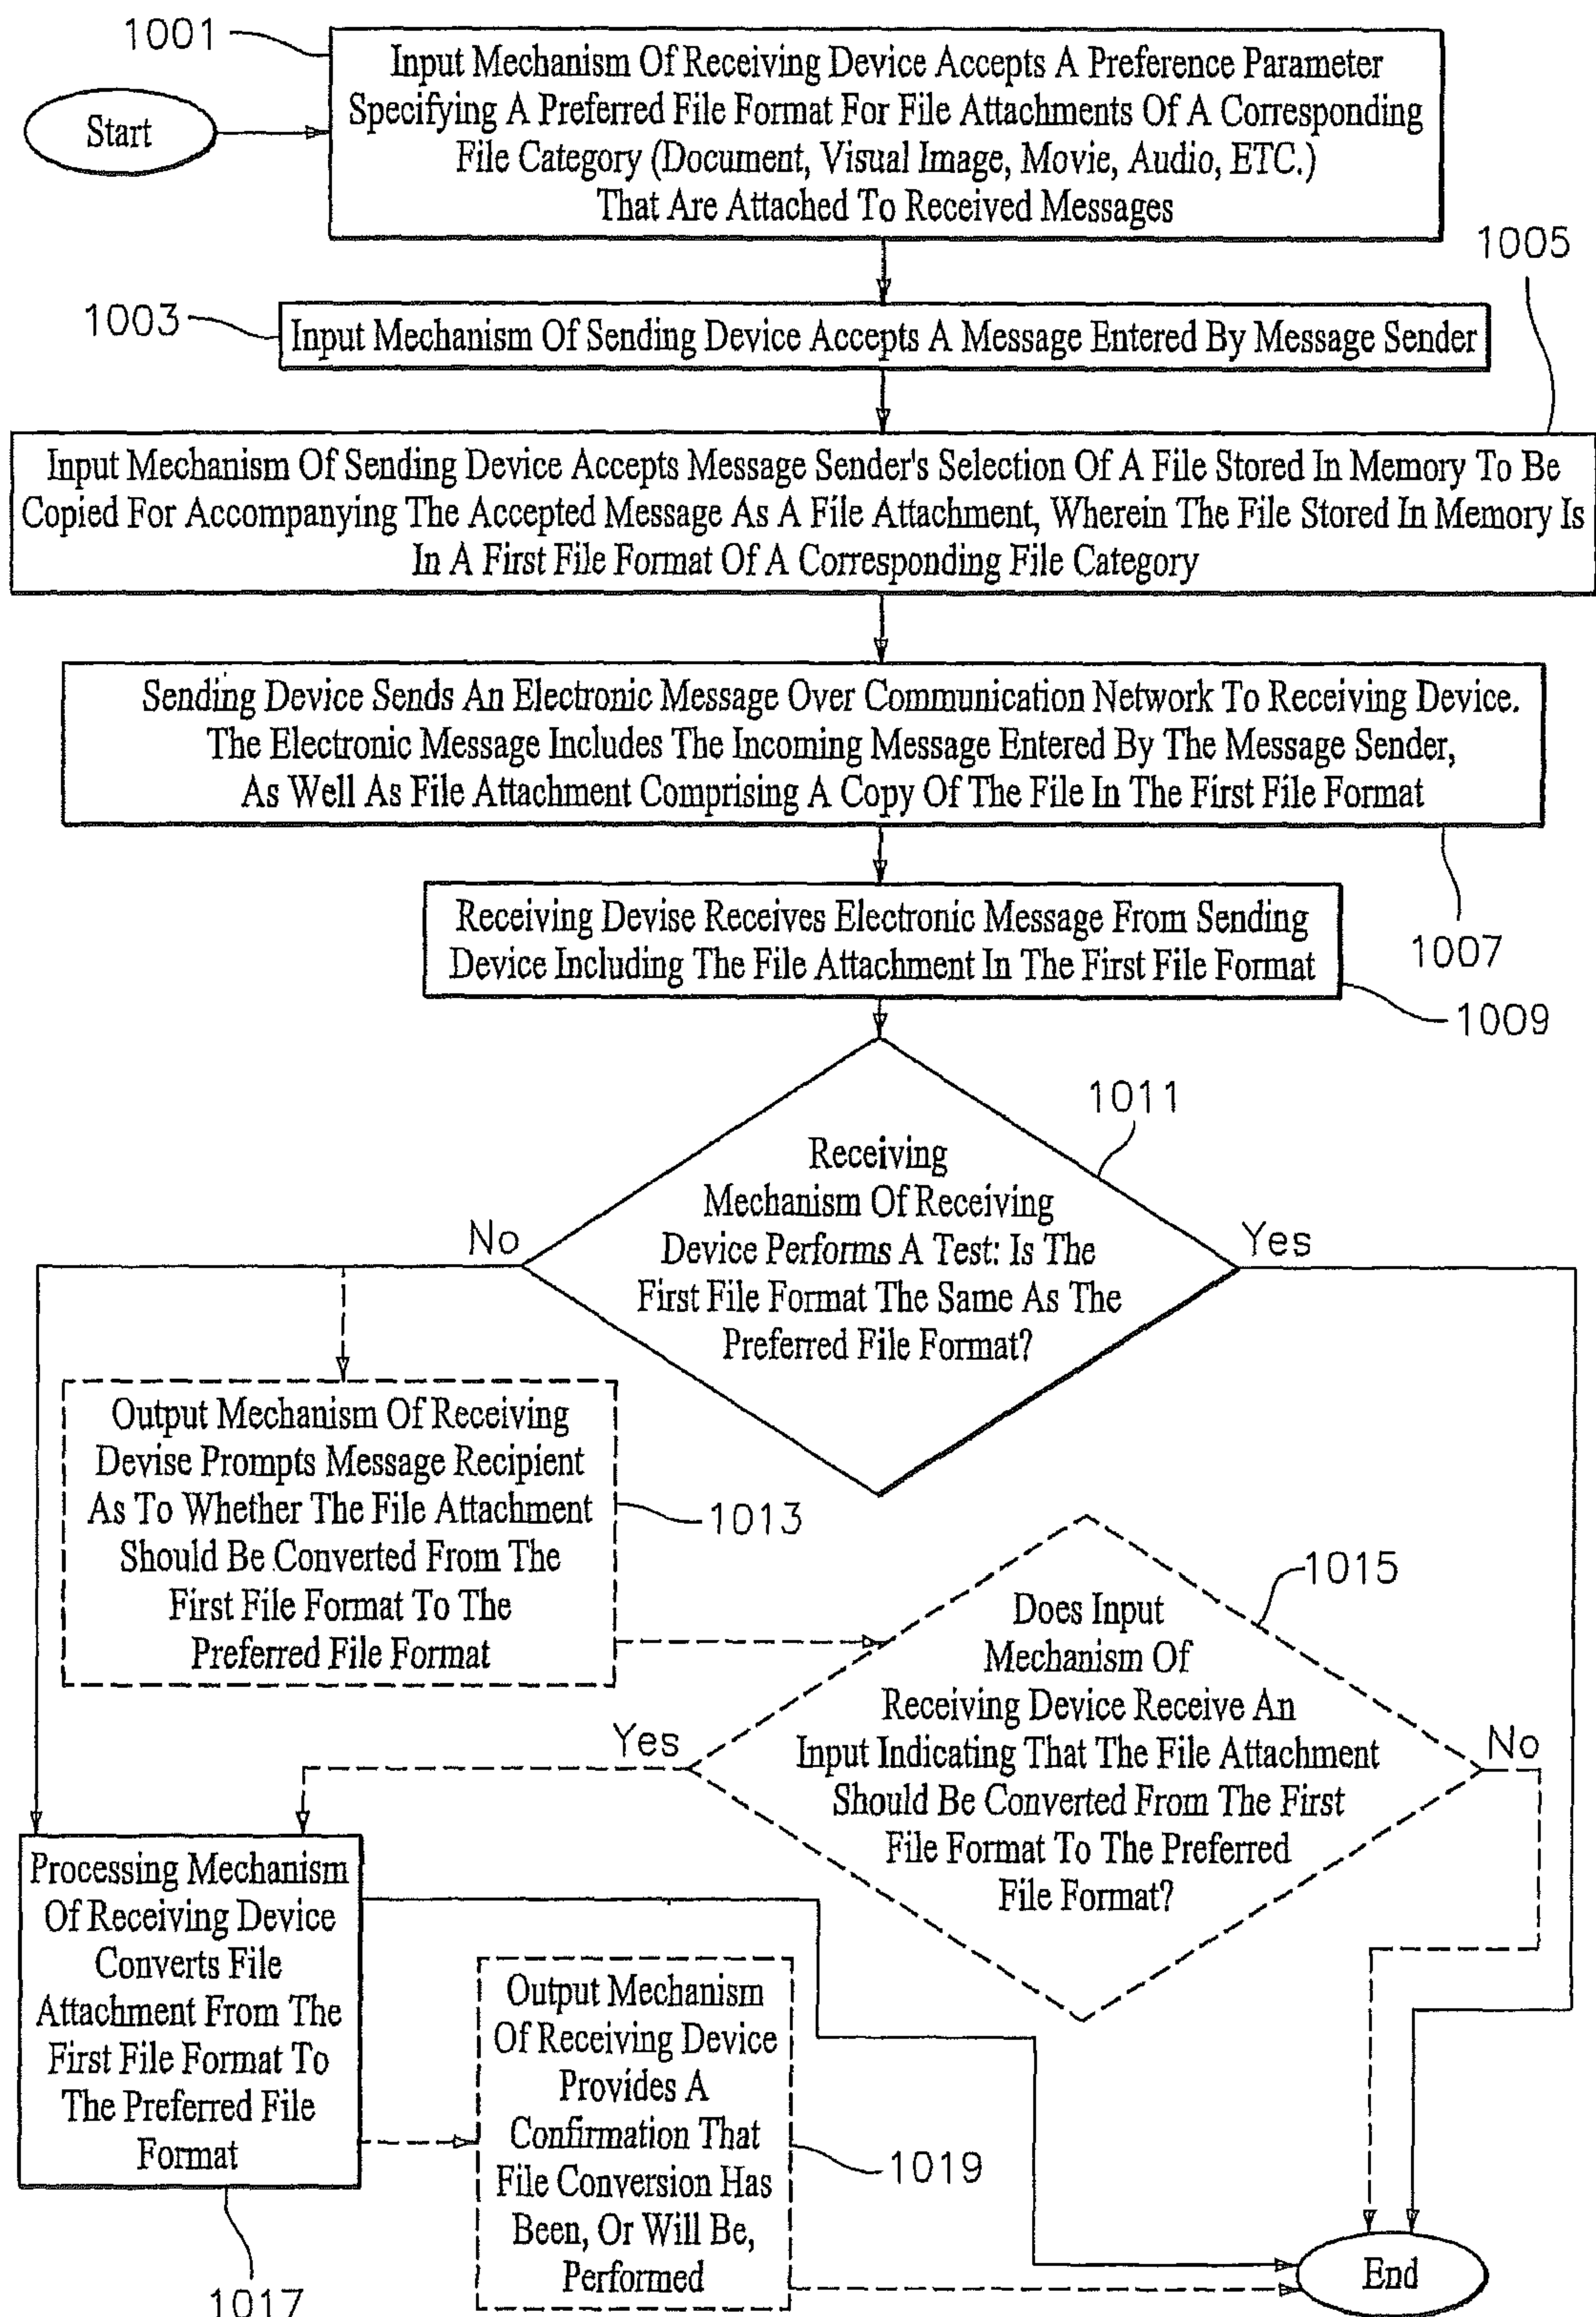 1001
Input Mechanism Of Receiving Device Accepts A Preference Parameter
Specifying A Preferred File Format For File Attachments Of A Corresponding
File Category (Document, Visual Image, Movie, Audio, ETC.)
That Are Attached To Received Messages
Start
1005
1003
Input Mechanism Of Sending Device Accepts A Message Entered By Message Sender
Input Mechanism Of Sending Device Accepts Message Sender's Selection Of A File Stored In Memory To Be
Copied For Accompanying The Accepted Message As A File Attachment, Wherein The File Stored In Memory Is
In A First File Format Of A Corresponding File Category
Sending Device Sends An Electronic Message Over Communication Network To Receiving Device.
The Electronic Message Includes The Incoming Message Entered By The Message Sender,
As Well As File Attachment Comprising A Copy Of The File In The First File Format
1007
Receiving Devise Receives Electronic Message From Sending
Device Including The File Attachment In The First File Format
1009
1011
Receiving
Mechanism Of Receiving
Device Performs A Test: Is The
First File Format The Same As The
Preferred File Format?
No
Yes
Output Mechanism Of Receiving
Devise Prompts Message Recipient
As To Whether The File Attachment
Should Be Converted From The
First File Format To The
Preferred File Format
1013
1015
Does Input
Mechanism Of
Receiving Device Receive An
Input Indicating That The File Attachment
Should Be Converted From The First
File Format To The Preferred
File Format?
Yes
No
Processing Mechanism
Of Receiving Device
Converts File
Attachment From The
First File Format To
The Preferred File
Format
1017
Output Mechanism
Of Receiving Device
Provides A
Confirmation That
File Conversion Has
Been, Or Will Be,
Performed
1019
End